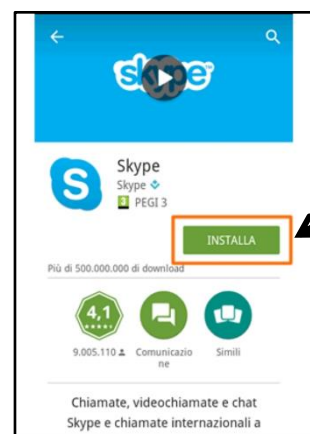 skype
S
Skype
Skype
3 PEGI 3
INSTALLA
Più di 500.000.000 di download
4,1
9.005.110
Comunicazio
ne
Simili
Chiamate, videochiamate e chat
Skype e chiamate internazionali a